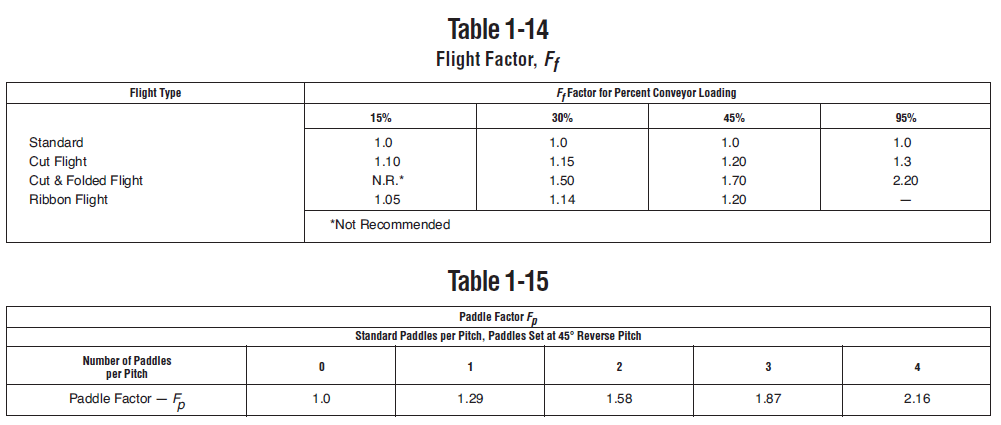 Table 1-14
Flight Factor, Ff
Flight Type Ff Factor for Percent Conveyor Loading
15% 30% 45% 95%
Standard 1.0 1.0 1.0 1.0
Cut Flight 1.10 1.15 1.20 1.3
Cut & Folded Flight N.R.* 1.50 1.70 2.20
Ribbon Flight 1.05 1.14 1.20 —
*Not Recommended
Table 1-15
Paddle Factor Fp
Standard Paddles per Pitch, Paddles Set at 45° Reverse Pitch
Number of Paddles
per Pitch 0 1 2 3 4
Paddle Factor — Fp 1.0 1.29 1.58 1.87 2.16